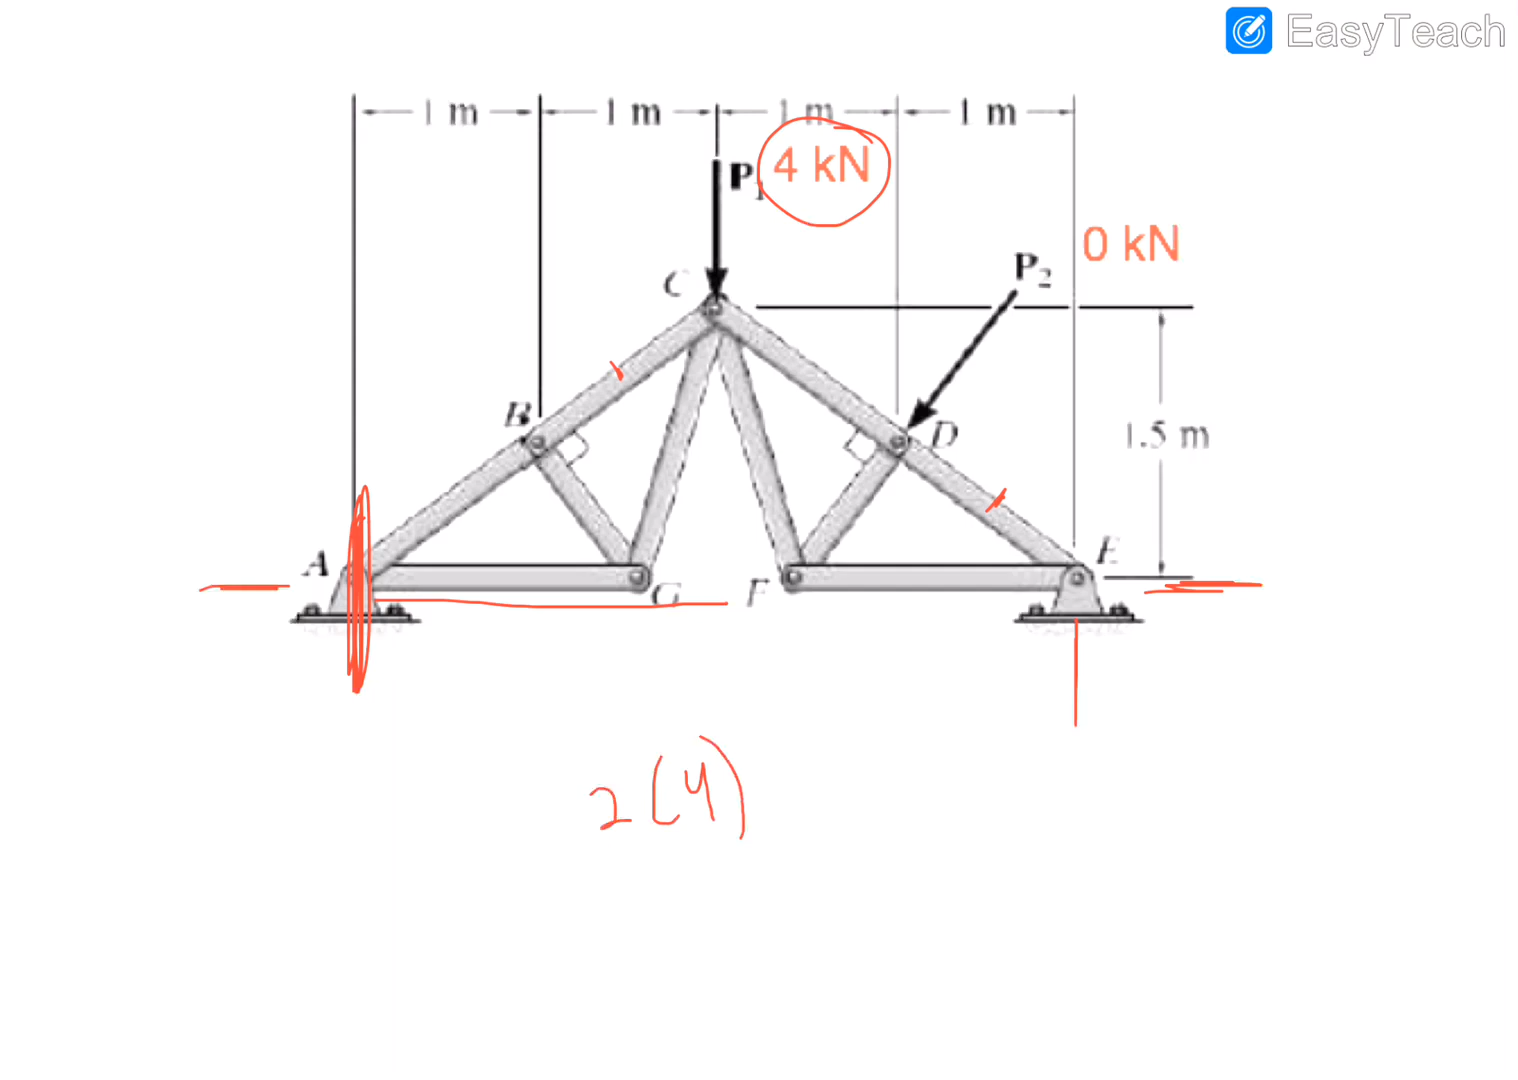 EasyTeach
1 m 1 m 1 m 1 m
P1 4 kN
0 kN
P2
C
B D
1.5 m
A E
G F
2(4)